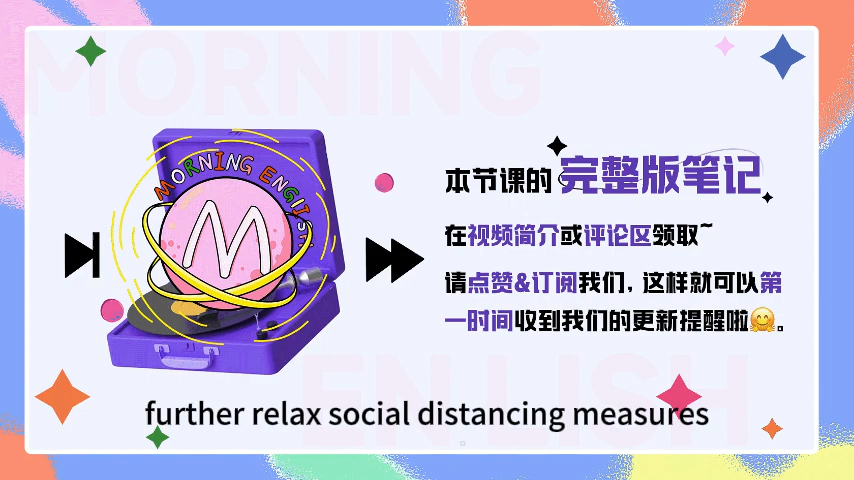 MORNING
MORNING ENGLISH
M
本节课的 完整版笔记
在视频简介或评论区领取~
请点赞&订阅我们, 这样就可以第
一时间收到我们的更新提醒啦🤗。
ENLISH
further relax social distancing measures